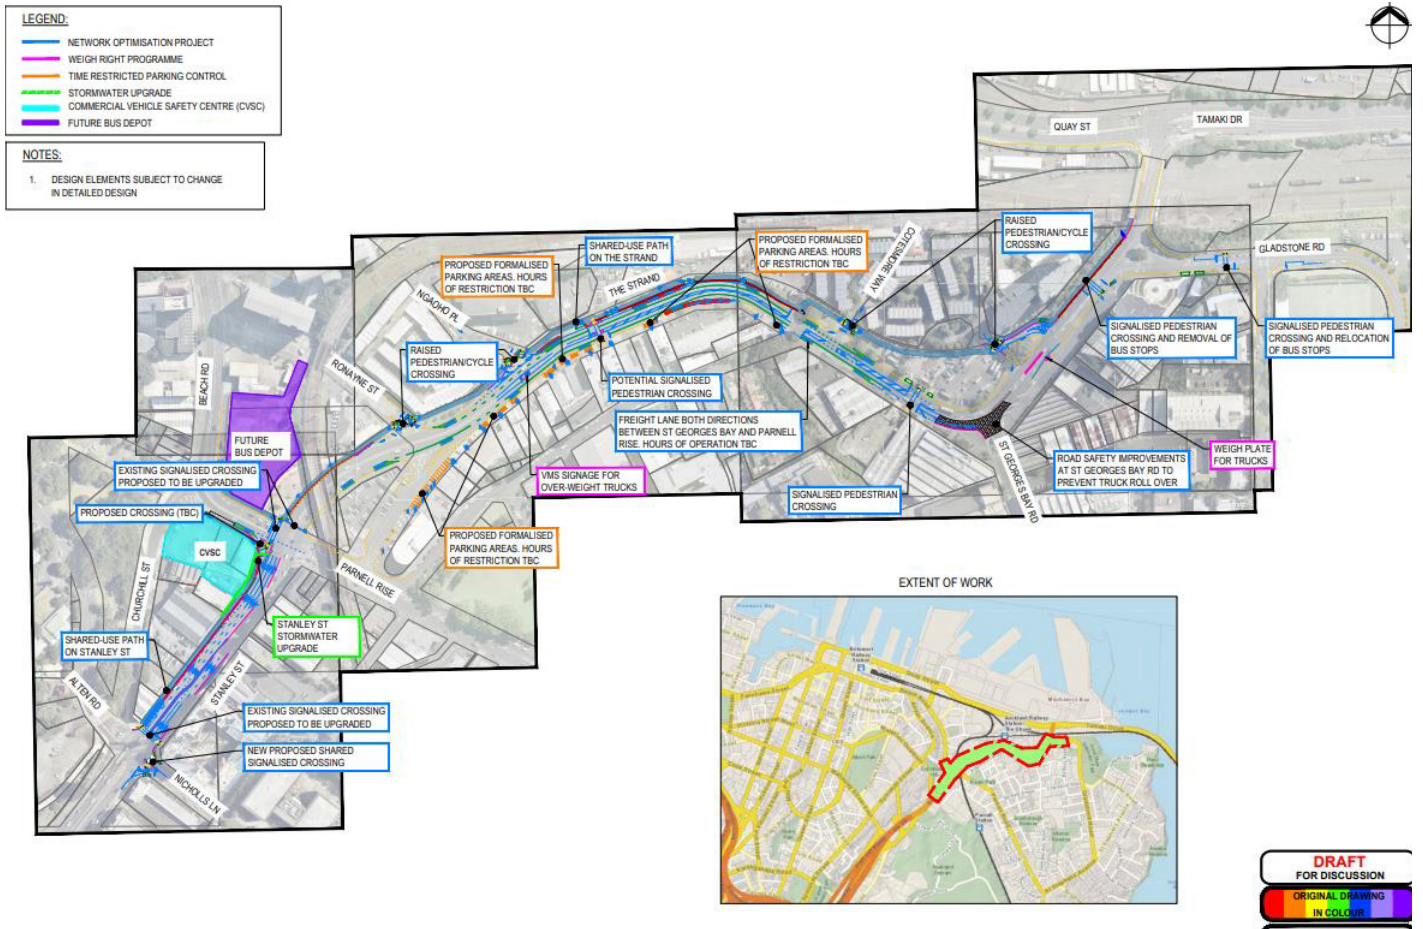 LEGEND:
NETWORK OPTIMISATION PROJECT
WEIGH RIGHT PROGRAMME
TIME RESTRICTED PARKING CONTROL
STORMWATER UPGRADE
COMMERCIAL VEHICLE SAFETY CENTRE (CVSC)
FUTURE BUS DEPOT
NOTES:
1. DESIGN ELEMENTS SUBJECT TO CHANGE
IN DETAILED DESIGN
QUAY ST
TAMAKI DR
GLADSTONE RD
COTESMORE WAY
RAISED
PEDESTRIAN/CYCLE
CROSSING
SHARED-USE PATH
ON THE STRAND
PROPOSED FORMALISED
PARKING AREAS. HOURS
OF RESTRICTION TBC
PROPOSED FORMALISED
PARKING AREAS. HOURS
OF RESTRICTION TBC
THE STRAND
NGAOHO PL
RONAYNE ST
BEACH RD
RAISED
PEDESTRIAN/CYCLE
CROSSING
SIGNALISED PEDESTRIAN
CROSSING AND REMOVAL OF
BUS STOPS
SIGNALISED PEDESTRIAN
CROSSING AND RELOCATION
OF BUS STOPS
POTENTIAL SIGNALISED
PEDESTRIAN CROSSING
FREIGHT LANE BOTH DIRECTIONS
BETWEEN ST GEORGES BAY AND PARNELL
RISE. HOURS OF OPERATION TBC
ST GEORGES BAY RD
ROAD SAFETY IMPROVEMENTS
AT ST GEORGES BAY RD TO
PREVENT TRUCK ROLL OVER
WEIGH PLATE
FOR TRUCKS
FUTURE
BUS DEPOT
EXISTING SIGNALISED CROSSING
PROPOSED TO BE UPGRADED
VMS SIGNAGE FOR
OVER-WEIGHT TRUCKS
SIGNALISED PEDESTRIAN
CROSSING
PROPOSED CROSSING (TBC)
PROPOSED FORMALISED
PARKING AREAS. HOURS
OF RESTRICTION TBC
CVSC
PARNELL RISE
CHURCHILL ST
STANLEY ST
STORMWATER
UPGRADE
SHARED-USE PATH
ON STANLEY ST
STANLEY ST
ALTEN RD
EXISTING SIGNALISED CROSSING
PROPOSED TO BE UPGRADED
NEW PROPOSED SHARED
SIGNALISED CROSSING
NICHOLLS LN
EXTENT OF WORK
DRAFT
FOR DISCUSSION
ORIGINAL DRAWING
IN COLOUR